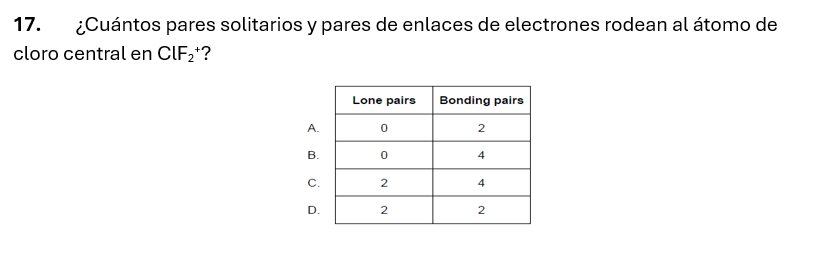 17. ¿Cuántos pares solitarios y pares de enlaces de electrones rodean al átomo de
cloro central en ClF₂⁺?
Lone pairs Bonding pairs
A. 0 2
B. 0 4
C. 2 4
D. 2 2